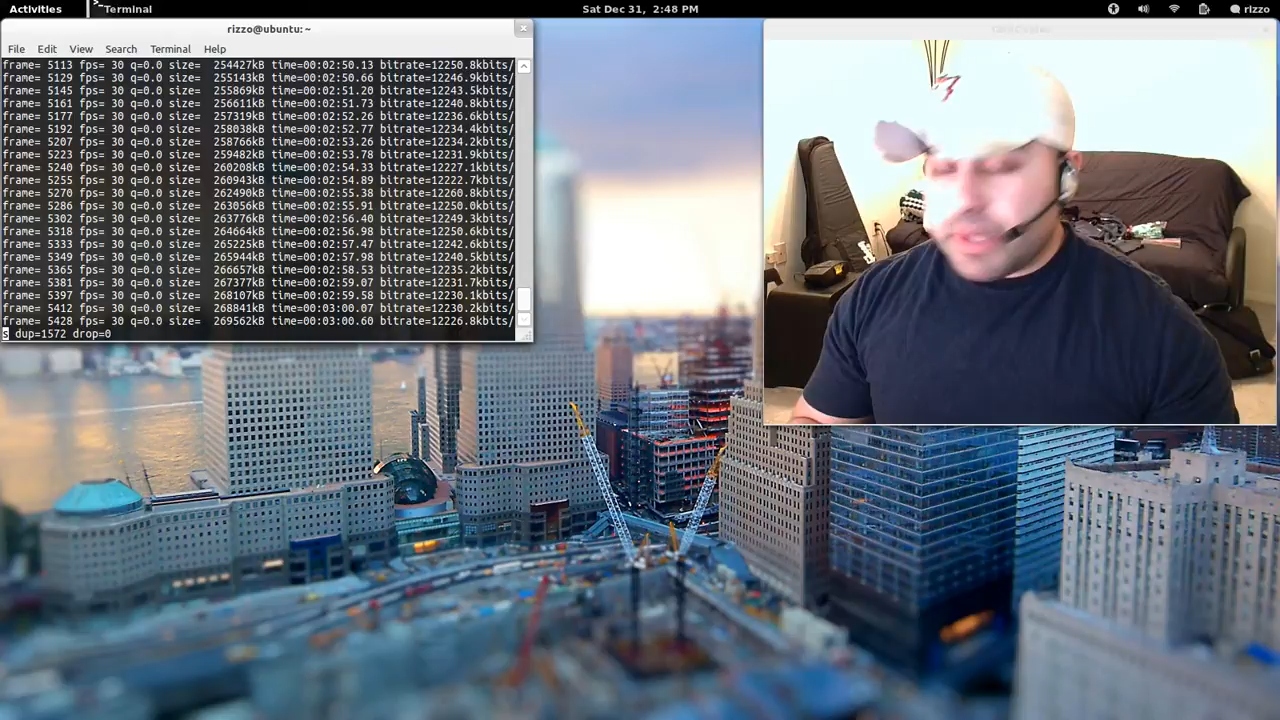 Activities
Terminal
Sat Dec 31, 2:48 PM
rizzo
rizzo@ubuntu: ~
File Edit View Search Terminal Help
frame= 5113 fps= 30 q=0.0 size=  254427kB time=00:02:50.13 bitrate=12250.8kbits/
frame= 5129 fps= 30 q=0.0 size=  255143kB time=00:02:50.66 bitrate=12246.9kbits/
frame= 5145 fps= 30 q=0.0 size=  255869kB time=00:02:51.20 bitrate=12243.5kbits/
frame= 5161 fps= 30 q=0.0 size=  256611kB time=00:02:51.73 bitrate=12240.8kbits/
frame= 5177 fps= 30 q=0.0 size=  257319kB time=00:02:52.26 bitrate=12236.6kbits/
frame= 5192 fps= 30 q=0.0 size=  258038kB time=00:02:52.77 bitrate=12234.4kbits/
frame= 5207 fps= 30 q=0.0 size=  258766kB time=00:02:53.26 bitrate=12234.2kbits/
frame= 5223 fps= 30 q=0.0 size=  259482kB time=00:02:53.78 bitrate=12231.9kbits/
frame= 5240 fps= 30 q=0.0 size=  260208kB time=00:02:54.33 bitrate=12227.1kbits/
frame= 5255 fps= 30 q=0.0 size=  260943kB time=00:02:54.89 bitrate=12222.7kbits/
frame= 5270 fps= 30 q=0.0 size=  262490kB time=00:02:55.38 bitrate=12260.8kbits/
frame= 5286 fps= 30 q=0.0 size=  263056kB time=00:02:55.91 bitrate=12250.0kbits/
frame= 5302 fps= 30 q=0.0 size=  263776kB time=00:02:56.40 bitrate=12249.3kbits/
frame= 5318 fps= 30 q=0.0 size=  264664kB time=00:02:56.98 bitrate=12250.6kbits/
frame= 5333 fps= 30 q=0.0 size=  265225kB time=00:02:57.47 bitrate=12242.6kbits/
frame= 5349 fps= 30 q=0.0 size=  265944kB time=00:02:57.98 bitrate=12240.5kbits/
frame= 5365 fps= 30 q=0.0 size=  266657kB time=00:02:58.53 bitrate=12235.2kbits/
frame= 5381 fps= 30 q=0.0 size=  267377kB time=00:02:59.07 bitrate=12231.7kbits/
frame= 5397 fps= 30 q=0.0 size=  268107kB time=00:02:59.58 bitrate=12230.1kbits/
frame= 5412 fps= 30 q=0.0 size=  268841kB time=00:03:00.07 bitrate=12230.2kbits/
frame= 5428 fps= 30 q=0.0 size=  269562kB time=00:03:00.60 bitrate=12226.8kbits/
s dup=1572 drop=0